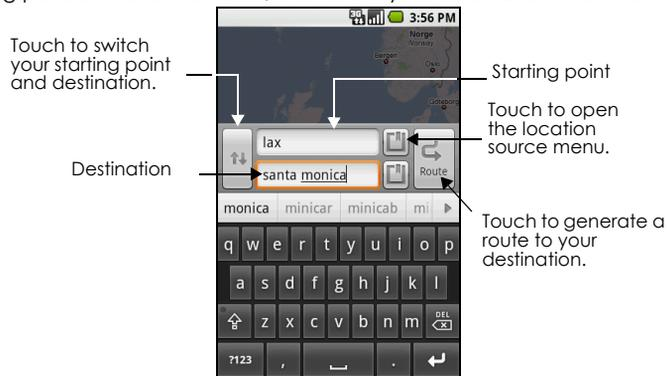 3G 3:56 PM
Touch to switch
your starting point
and destination.
Norge
Norway
Bergen
Oslo
Göteborg
Starting point
Touch to open
the location
source menu.
lax
Destination
santa monica
Route
monica minicar minicab mi
Touch to generate a
route to your
destination.
q w e r t y u i o p
a s d f g h j k l
z x c v b n m DEL
?123 , .